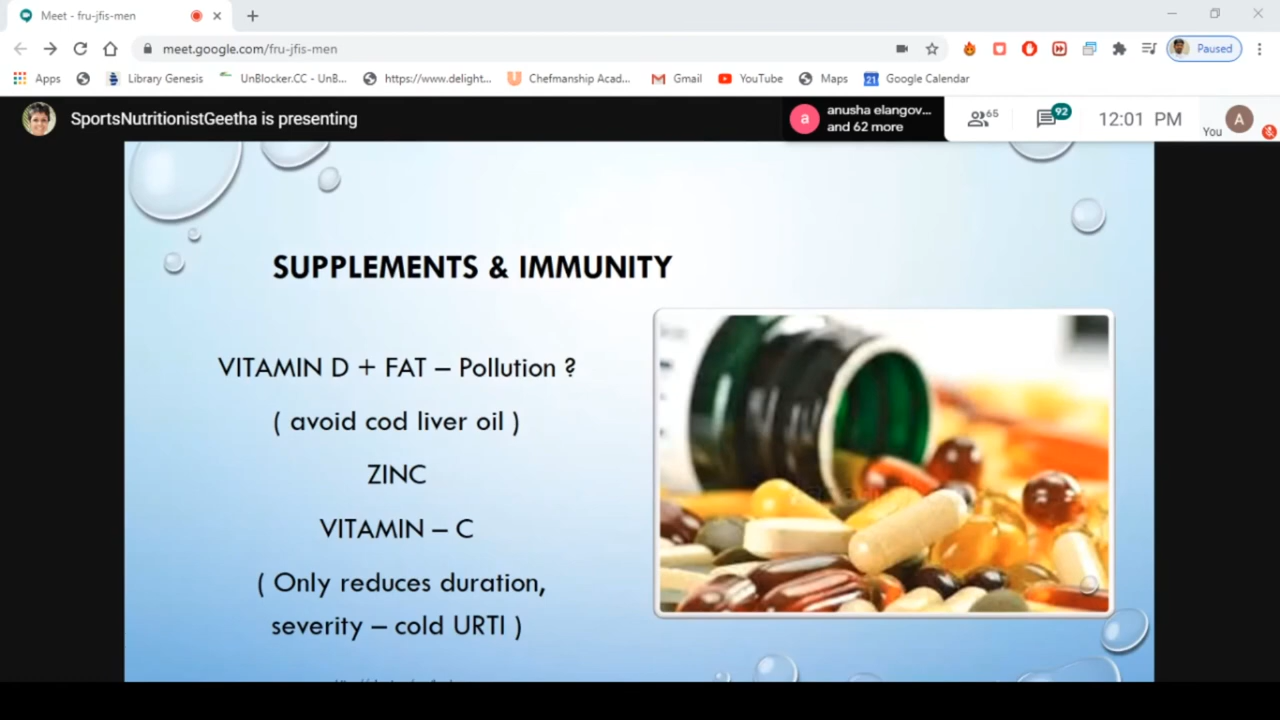 Meet - fru-jfis-men
meet.google.com/fru-jfis-men
Paused
Apps
Library Genesis
UnBlocker.CC - UnB...
https://www.delight...
Chefmanship Acad...
Gmail
YouTube
Maps
21
Google Calendar
SportsNutritionistGeetha is presenting
a
anusha elangov...
and 62 more
65
92
12:01 PM
You
A
SUPPLEMENTS & IMMUNITY
VITAMIN D + FAT – Pollution ?
( avoid cod liver oil )
ZINC
VITAMIN – C
( Only reduces duration,
severity – cold URTI )